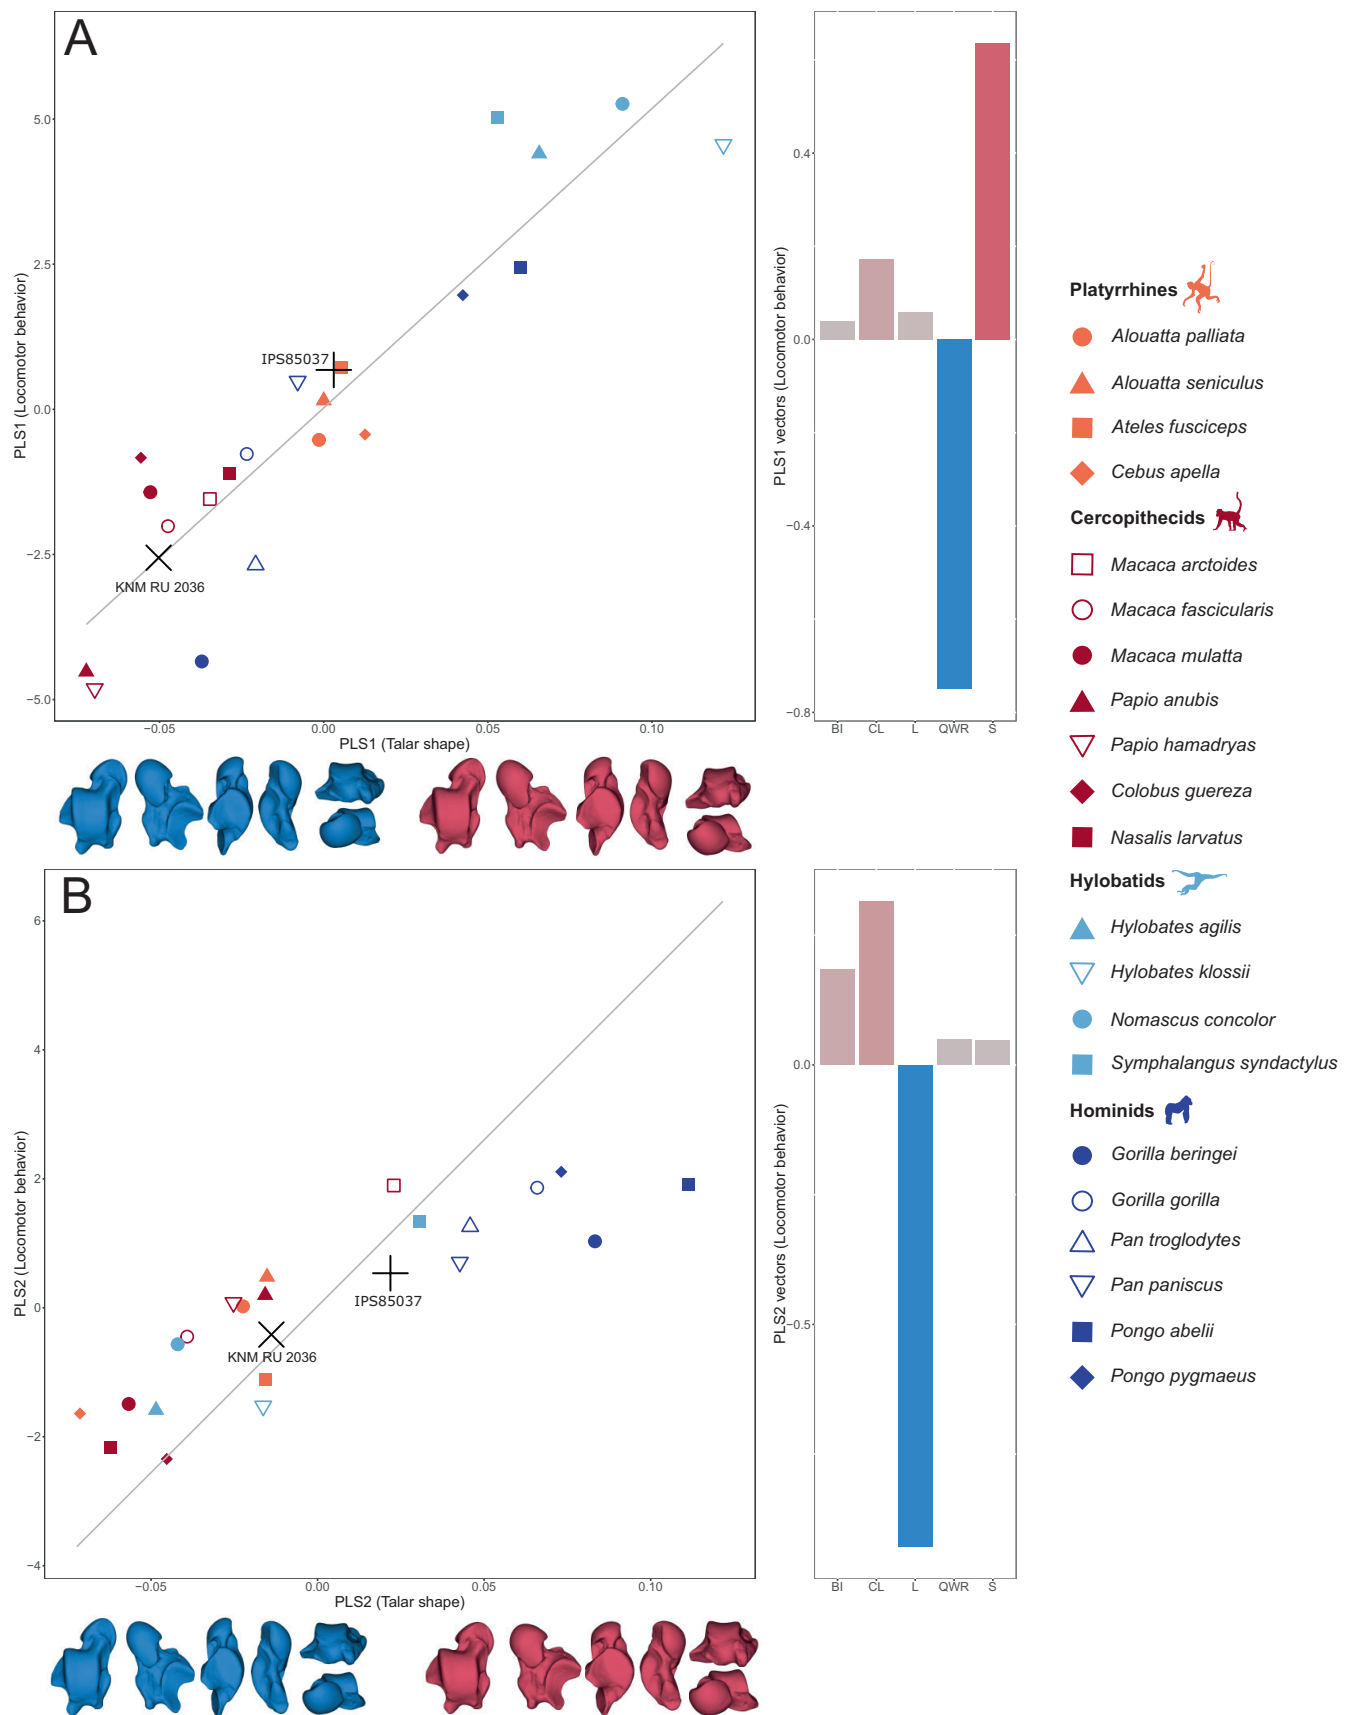 A
5.0
2.5
0.0
−2.5
−5.0
PLS1 (Locomotor behavior)
IPS85037
KNM RU 2036
−0.05
0.00
0.05
0.10
PLS1 (Talar shape)
0.4
0.0
−0.4
−0.8
PLS1 vectors (Locomotor behavior)
BI
CL
L
QWR
S
B
6
4
2
0
−2
−4
PLS2 (Locomotor behavior)
IPS85037
KNM RU 2036
−0.05
0.00
0.05
0.10
PLS2 (Talar shape)
0.0
−0.5
PLS2 vectors (Locomotor behavior)
BI
CL
L
QWR
S
Platyrrhines
Alouatta palliata
Alouatta seniculus
Ateles fusciceps
Cebus apella
Cercopithecids
Macaca arctoides
Macaca fascicularis
Macaca mulatta
Papio anubis
Papio hamadryas
Colobus guereza
Nasalis larvatus
Hylobatids
Hylobates agilis
Hylobates klossii
Nomascus concolor
Symphalangus syndactylus
Hominids
Gorilla beringei
Gorilla gorilla
Pan troglodytes
Pan paniscus
Pongo abelii
Pongo pygmaeus